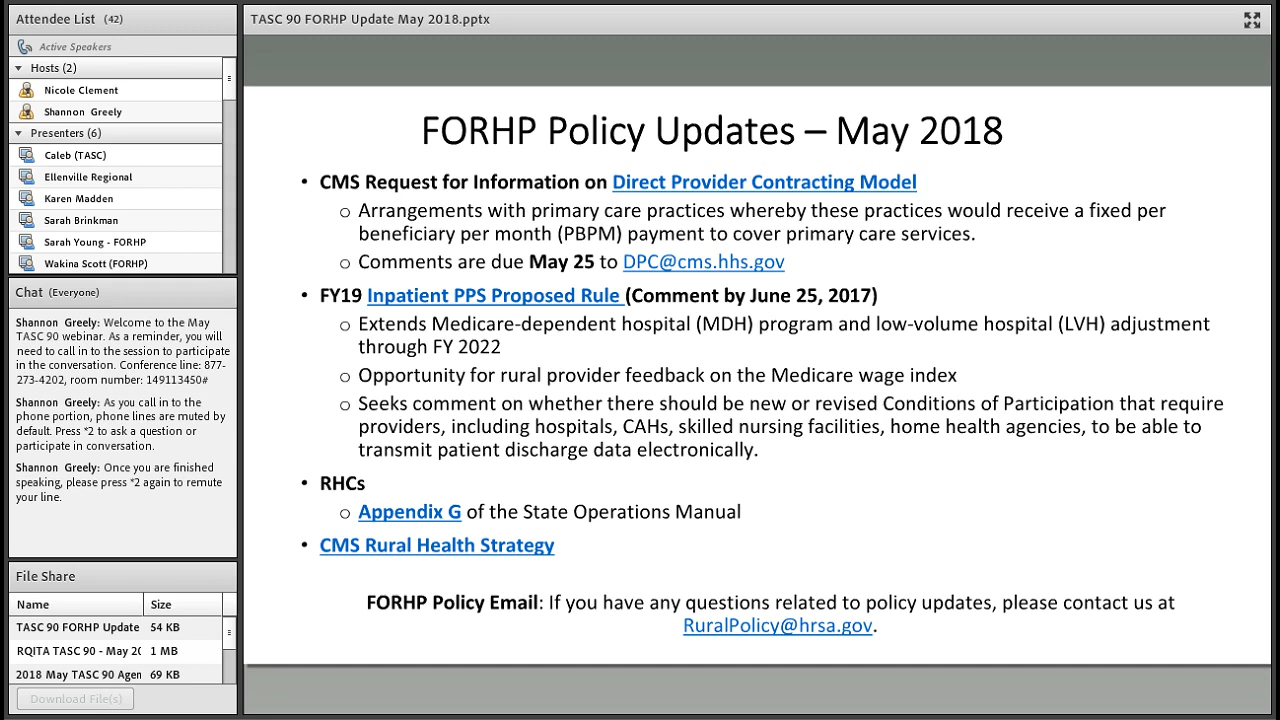 Attendee List (42)
Active Speakers
Hosts (2)
Nicole Clement
Shannon Greely
Presenters (6)
Caleb (TASC)
Ellenville Regional
Karen Madden
Sarah Brinkman
Sarah Young - FORHP
Wakina Scott (FORHP)
Chat (Everyone)
Shannon Greely: Welcome to the May
TASC 90 webinar. As a reminder, you will
need to call in to the session to participate
in the conversation. Conference line: 877-
273-4202, room number: 149113450#
Shannon Greely: As you call in to the
phone portion, phone lines are muted by
default. Press *2 to ask a question or
participate in conversation.
Shannon Greely: Once you are finished
speaking, please press *2 again to remute
your line.
File Share
Name Size
TASC 90 FORHP Update 54 KB
RQITA TASC 90 - May 20 1 MB
2018 May TASC 90 Agen 69 KB
Download File(s)
TASC 90 FORHP Update May 2018.pptx
FORHP Policy Updates – May 2018
• CMS Request for Information on Direct Provider Contracting Model
o Arrangements with primary care practices whereby these practices would receive a fixed per
beneficiary per month (PBPM) payment to cover primary care services.
o Comments are due May 25 to DPC@cms.hhs.gov
• FY19 Inpatient PPS Proposed Rule (Comment by June 25, 2017)
o Extends Medicare-dependent hospital (MDH) program and low-volume hospital (LVH) adjustment
through FY 2022
o Opportunity for rural provider feedback on the Medicare wage index
o Seeks comment on whether there should be new or revised Conditions of Participation that require
providers, including hospitals, CAHs, skilled nursing facilities, home health agencies, to be able to
transmit patient discharge data electronically.
• RHCs
o Appendix G of the State Operations Manual
• CMS Rural Health Strategy
FORHP Policy Email: If you have any questions related to policy updates, please contact us at
RuralPolicy@hrsa.gov.